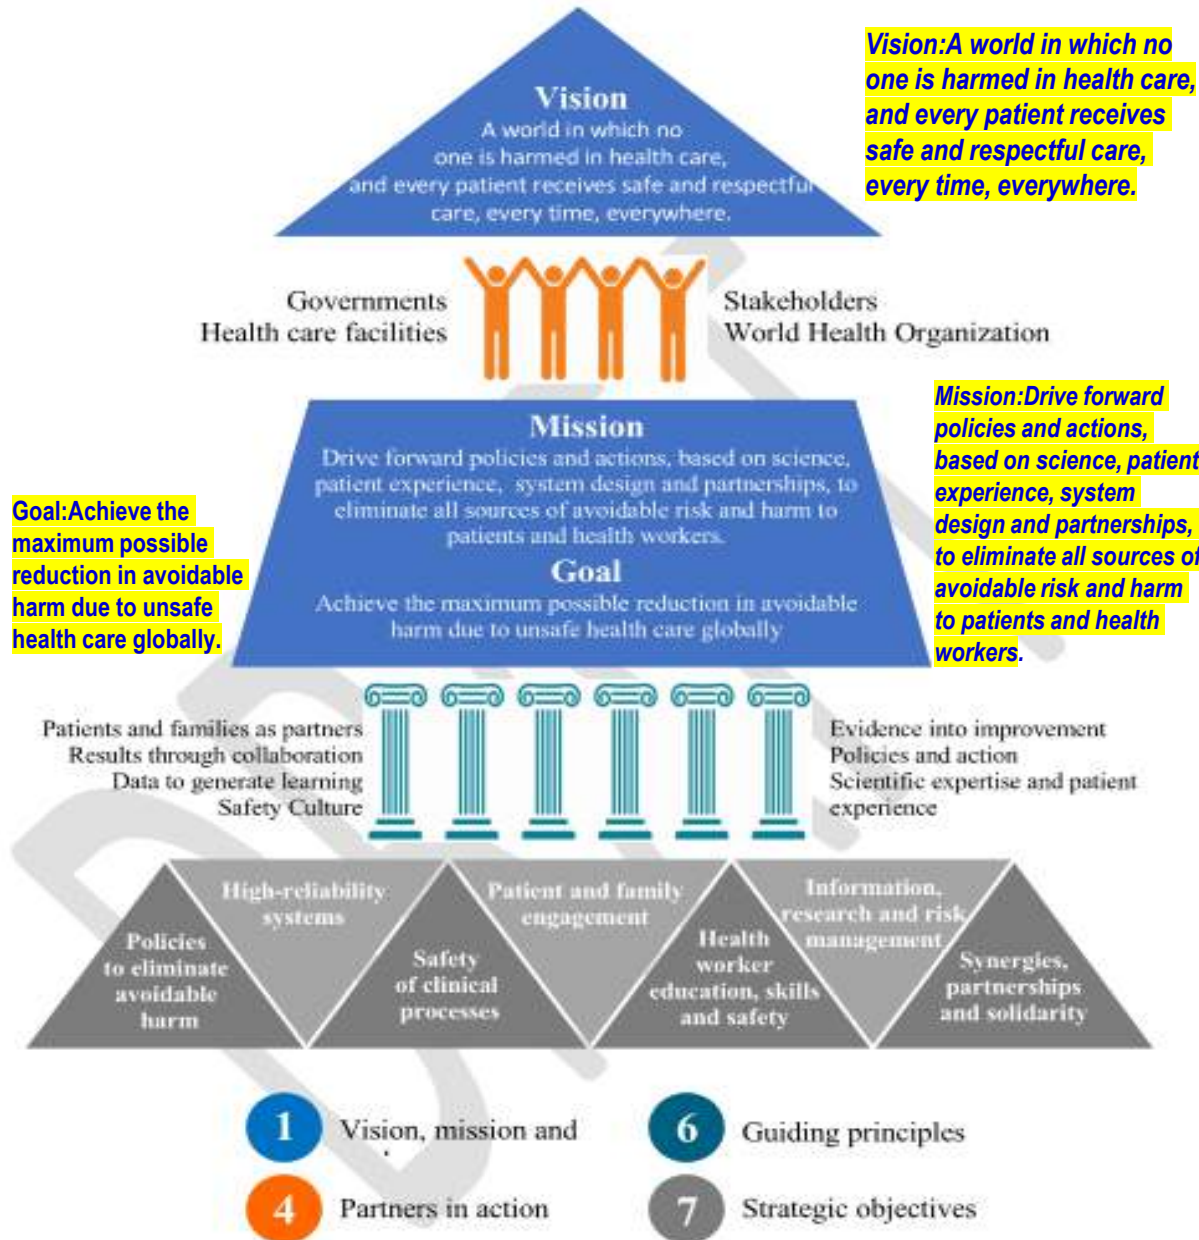 Vision
A world in which no
one is harmed in health care,
and every patient receives safe and respectful
care, every time, everywhere.
Vision:A world in which no
one is harmed in health care,
and every patient receives
safe and respectful care,
every time, everywhere.
Governments
Health care facilities
Stakeholders
World Health Organization
Mission
Drive forward policies and actions, based on science,
patient experience, system design and partnerships, to
eliminate all sources of avoidable risk and harm to
patients and health workers.
Goal
Achieve the maximum possible reduction in avoidable
harm due to unsafe health care globally
Mission:Drive forward
policies and actions,
based on science, patient
experience, system
design and partnerships,
to eliminate all sources of
avoidable risk and harm
to patients and health
workers.
Goal:Achieve the
maximum possible
reduction in avoidable
harm due to unsafe
health care globally.
Patients and families as partners
Results through collaboration
Data to generate learning
Safety Culture
Evidence into improvement
Policies and action
Scientific expertise and patient
experience
Policies
to eliminate
avoidable
harm
High-reliability
systems
Safety
of clinical
processes
Patient and family
engagement
Health
worker
education, skills
and safety
Information,
research and risk
management
Synergies,
partnerships
and solidarity
1 Vision, mission and
6 Guiding principles
4 Partners in action
7 Strategic objectives